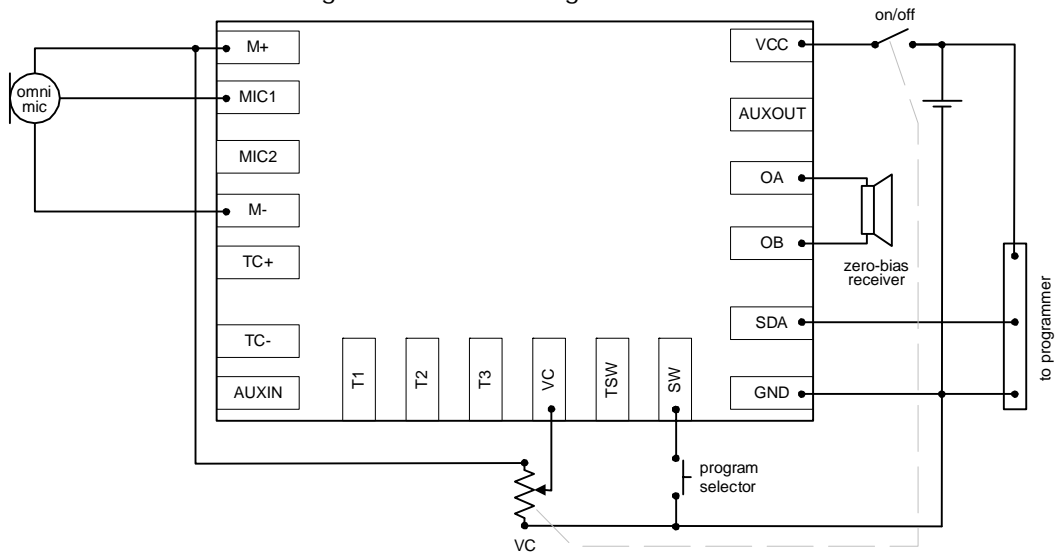 on/off
M+
VCC
omni
mic
MIC1
AUXOUT
MIC2
OA
M-
OB
TC+
zero-bias
receiver
SDA
to programmer
TC-
T1
T2
T3
VC
TSW
SW
AUXIN
GND
program
selector
VC